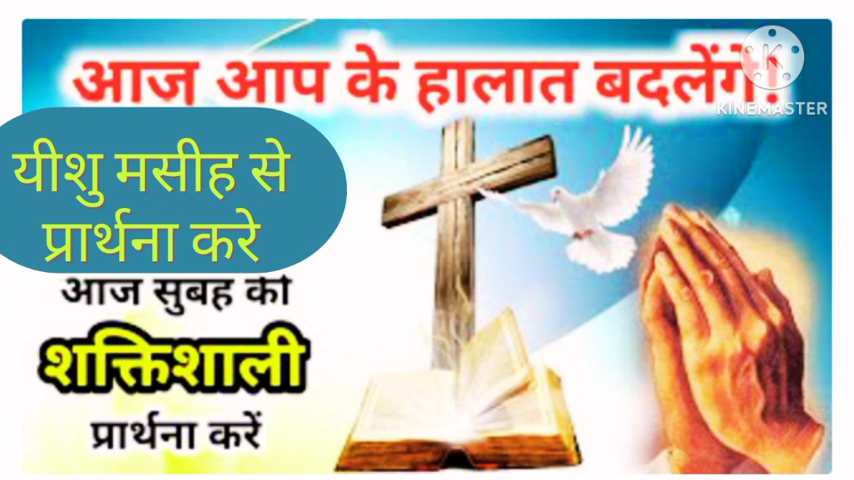 आज आप के हालात बदलेंगे!
KINEMASTER
यीशु मसीह से
प्रार्थना करे
आज सुबह की
शक्तिशाली
प्रार्थना करें